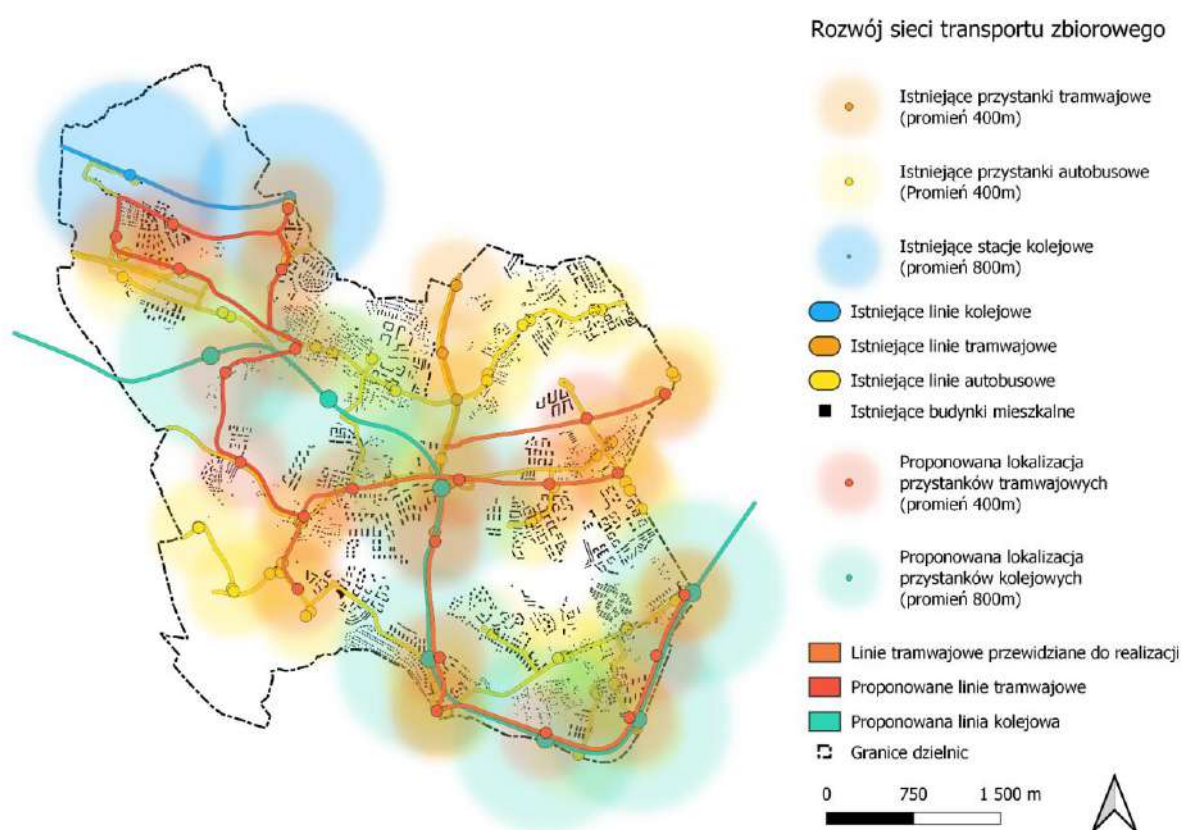 Rozwój sieci transportu zbiorowego
Istniejące przystanki tramwajowe
(promień 400m)
Istniejące przystanki autobusowe
(Promień 400m)
Istniejące stacje kolejowe
(promień 800m)
Istniejące linie kolejowe
Istniejące linie tramwajowe
Istniejące linie autobusowe
Istniejące budynki mieszkalne
Proponowana lokalizacja
przystanków tramwajowych
(promień 400m)
Proponowana lokalizacja
przystanków kolejowych
(promień 800m)
Linie tramwajowe przewidziane do realizacji
Proponowane linie tramwajowe
Proponowana linia kolejowa
Granice dzielnic
0 750 1 500 m